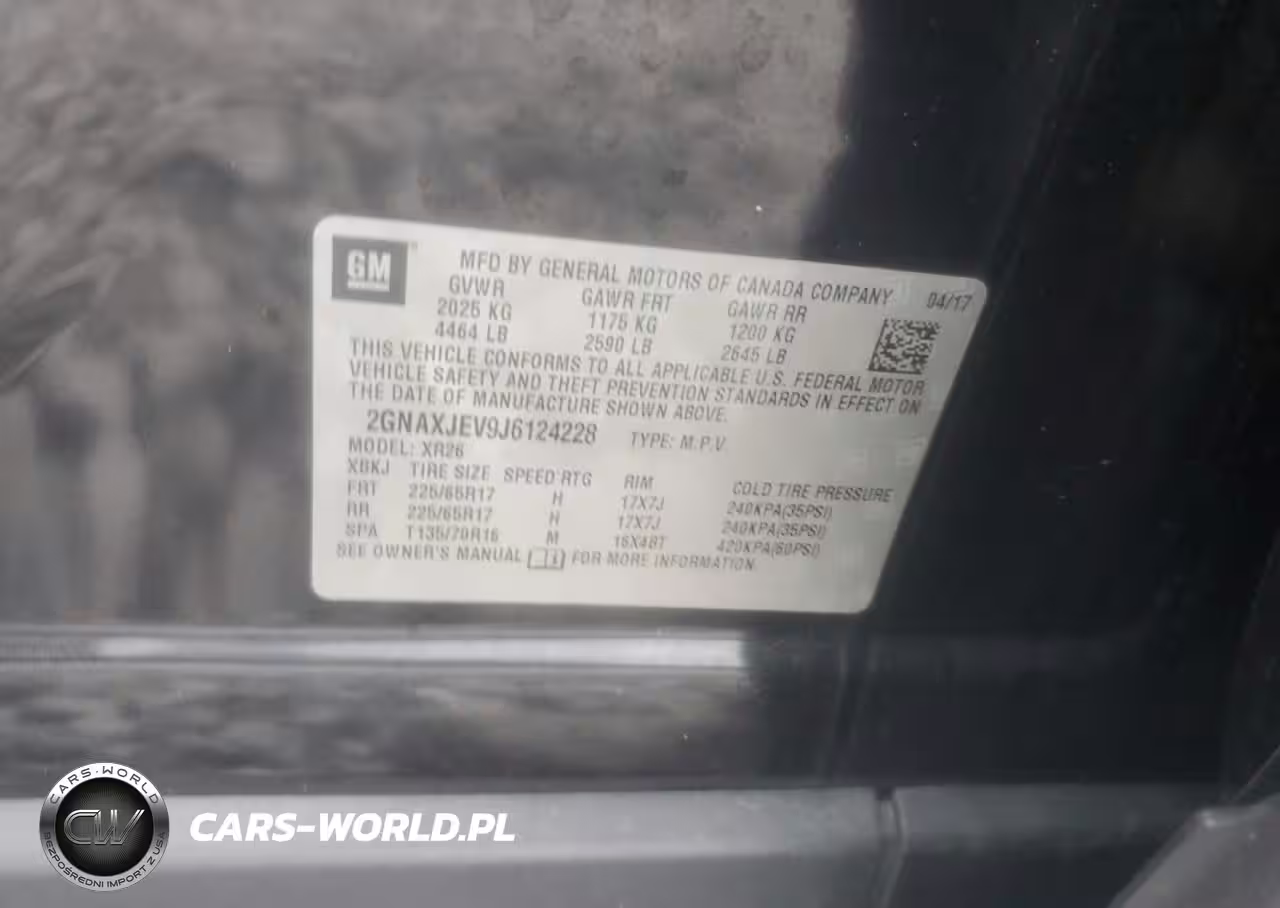 GM
MFD BY GENERAL MOTORS OF CANADA COMPANY 04/17
GVWR GAWR FRT GAWR RR
2025 KG 1175 KG 1200 KG
4464 LB 2590 LB 2645 LB
THIS VEHICLE CONFORMS TO ALL APPLICABLE U.S. FEDERAL MOTOR
VEHICLE SAFETY AND THEFT PREVENTION STANDARDS IN EFFECT ON
THE DATE OF MANUFACTURE SHOWN ABOVE.
2GNAXJEV9J6124228 TYPE: M.P.V
MODEL: XR26
XBKJ TIRE SIZE SPEED RTG RIM COLD TIRE PRESSURE
FRT 225/65R17 H 17X7J 240KPA(35PSI)
RR 225/65R17 H 17X7J 240KPA(35PSI)
SPA T135/70R16 M 16X4BT 420KPA(60PSI)
SEE OWNER'S MANUAL FOR MORE INFORMATION.
CARS-WORLD
CW
BEZPOŚREDNI IMPORT Z USA
CARS-WORLD.PL